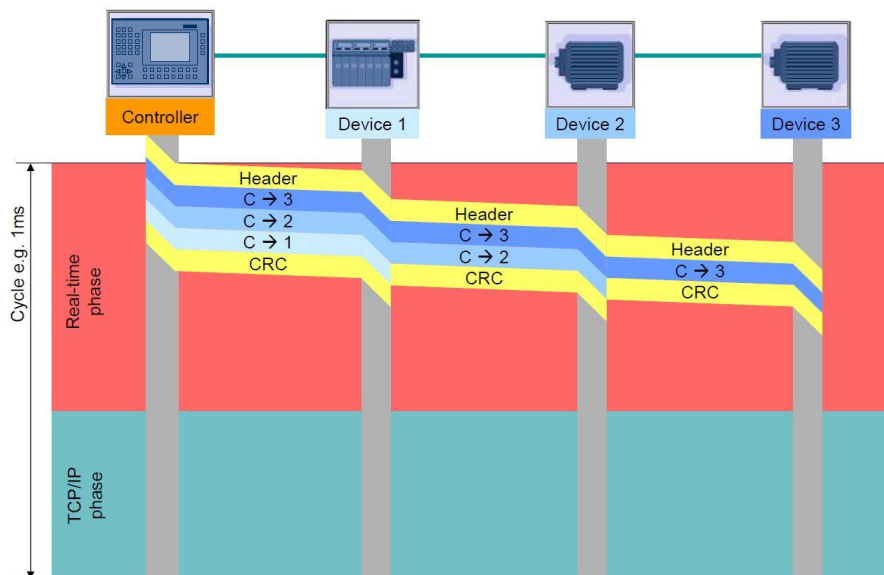 Controller
Device 1
Device 2
Device 3
Header
C → 3
C → 2
C → 1
CRC
Header
C → 3
C → 2
CRC
Header
C → 3
CRC
Cycle e.g. 1ms
Real-time
phase
TCP/IP
phase